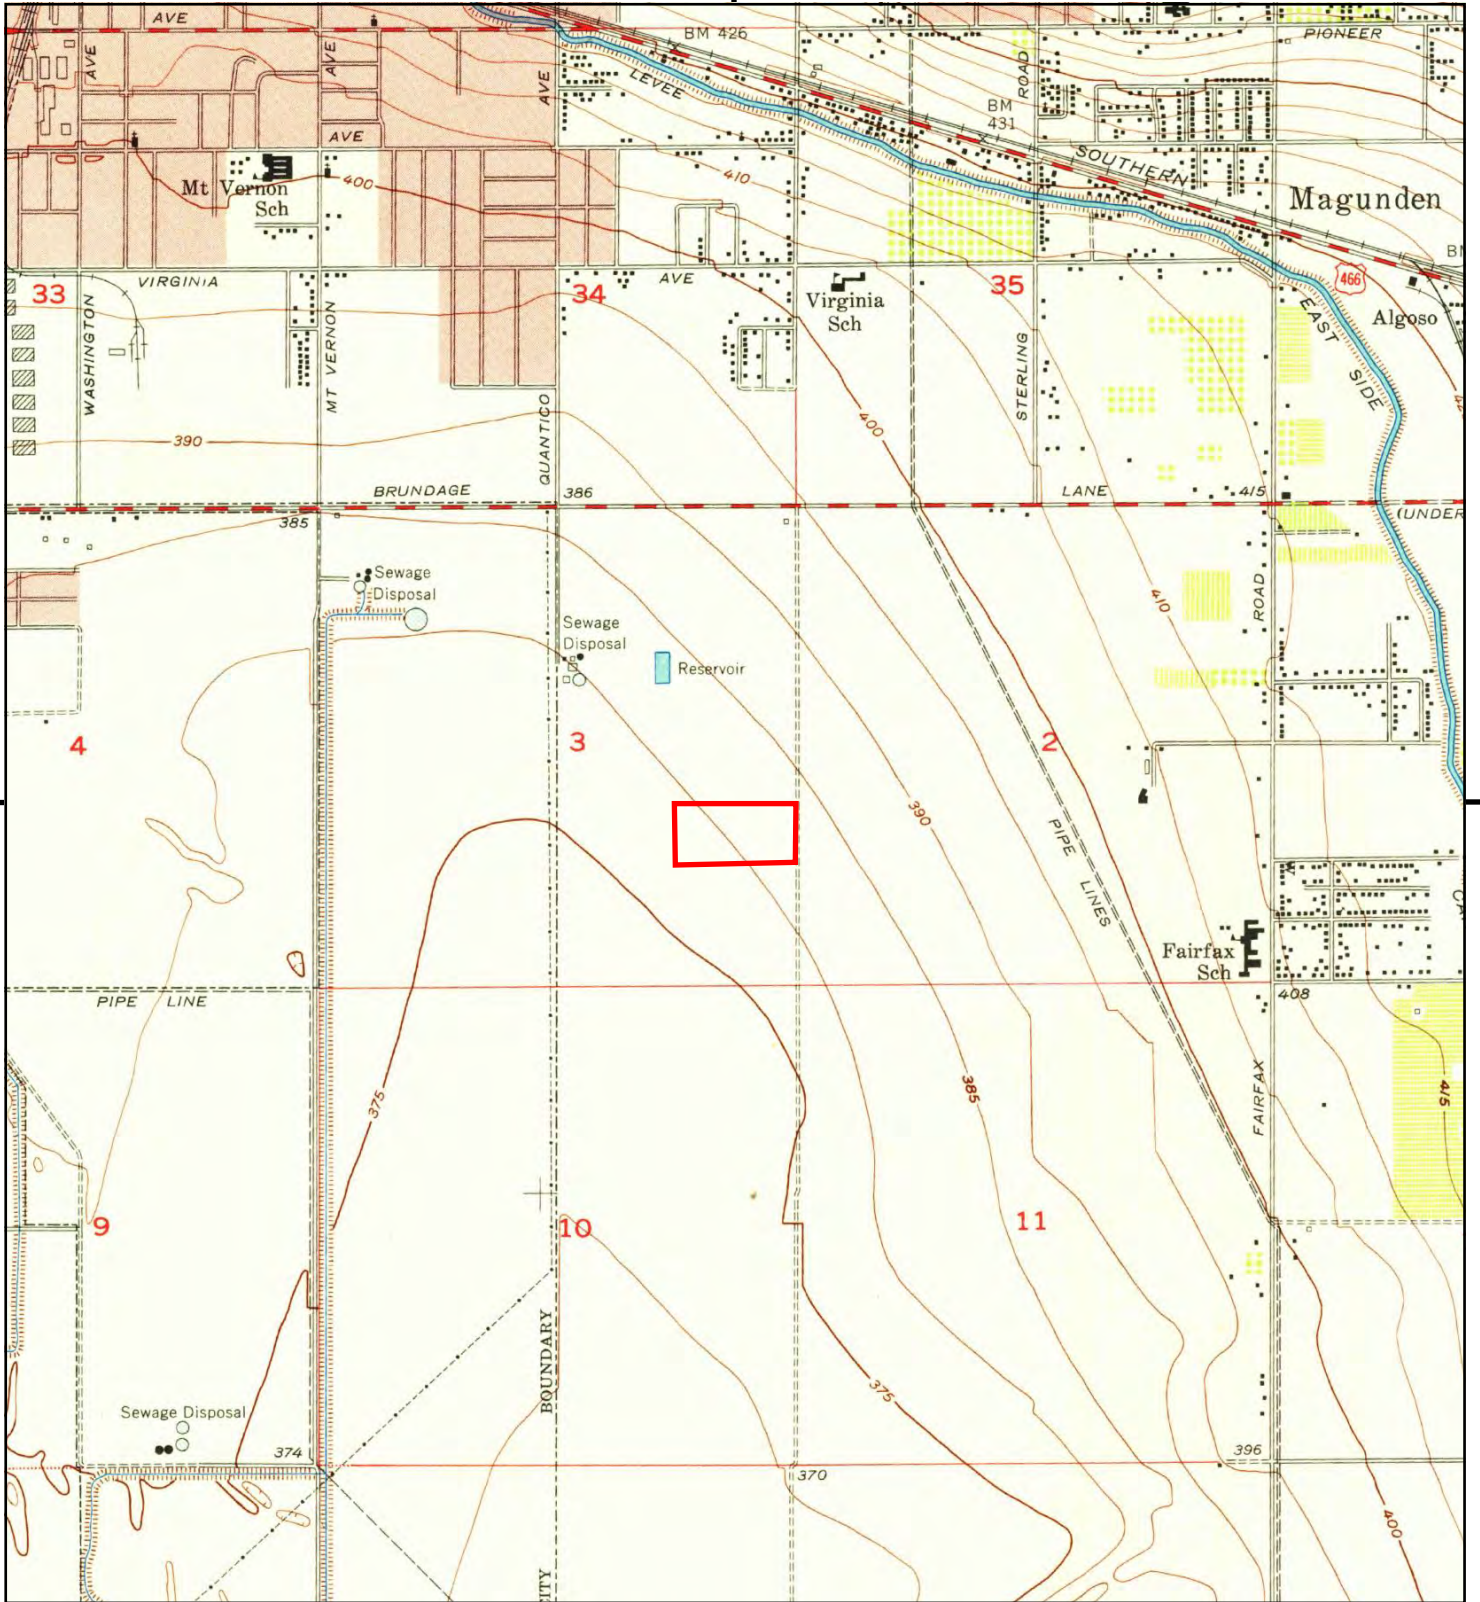 AVE
PIONEER
BM 426
AVE
AVE
AVE
ROAD
LEVEE
BM
431
AVE
SOUTHERN
Mt Vernon
Sch
400
410
Magunden
VIRGINIA
AVE
33
34
35
466
Virginia
Sch
EAST
SIDE
Algoso
WASHINGTON
MT VERNON
QUANTICO
STERLING
400
390
BRUNDAGE
386
LANE
415
(UNDER
385
Sewage
Disposal
Sewage
Disposal
Reservoir
410
ROAD
4
3
2
390
PIPE
LINES
Fairfax
Sch
PIPE LINE
408
375
385
FAIRFAX
415
9
10
11
BOUNDARY
375
Sewage Disposal
374
370
396
400
ITY